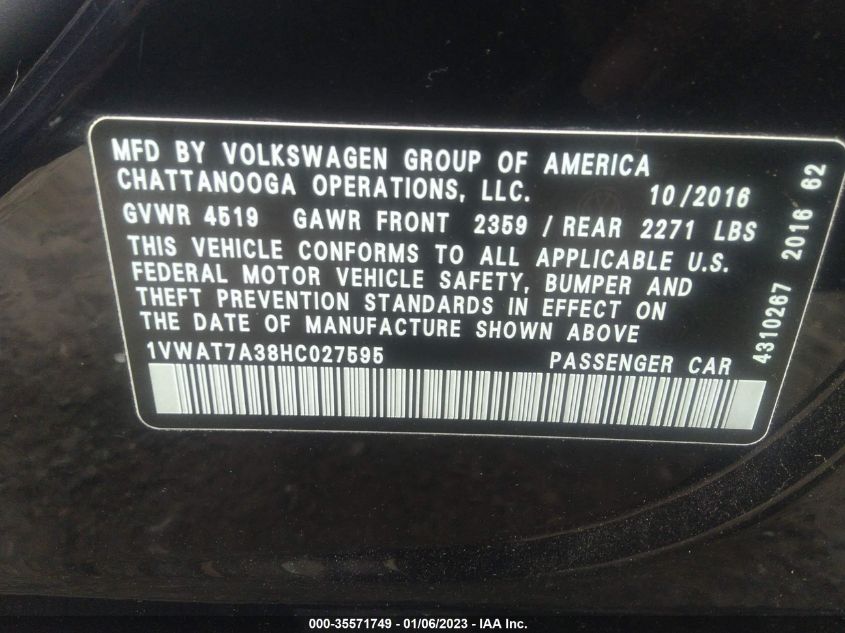 MFD BY VOLKSWAGEN GROUP OF AMERICA
CHATTANOOGA OPERATIONS, LLC. 10/2016
GVWR 4519 GAWR FRONT 2359 / REAR 2271 LBS
THIS VEHICLE CONFORMS TO ALL APPLICABLE U.S.
FEDERAL MOTOR VEHICLE SAFETY, BUMPER AND
THEFT PREVENTION STANDARDS IN EFFECT ON
THE DATE OF MANUFACTURE SHOWN ABOVE
1VWAT7A38HC027595 PASSENGER CAR
4310267 2016 62
000-35571749 — 01/06/2023 — IAA Inc.